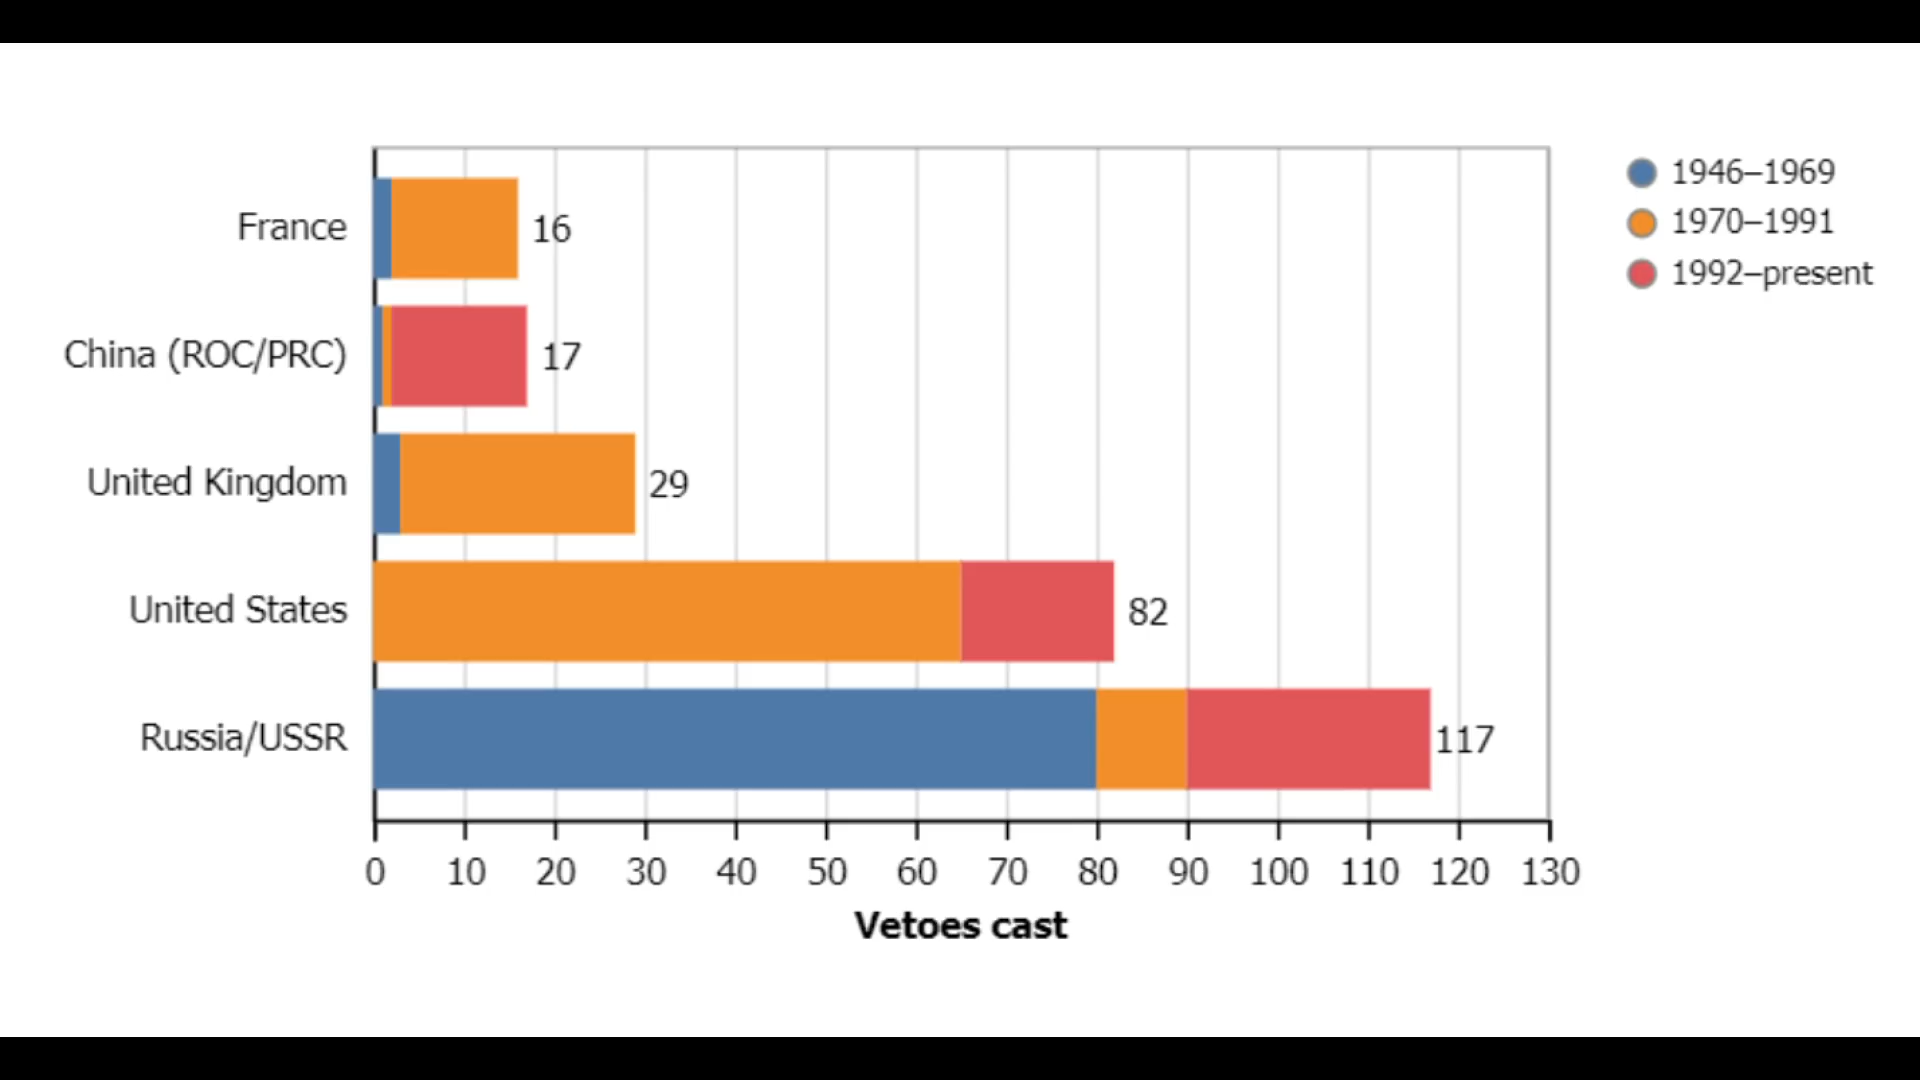 France
16
China (ROC/PRC)
17
United Kingdom
29
United States
82
Russia/USSR
117
0 10 20 30 40 50 60 70 80 90 100 110 120 130
Vetoes cast
1946–1969
1970–1991
1992–present